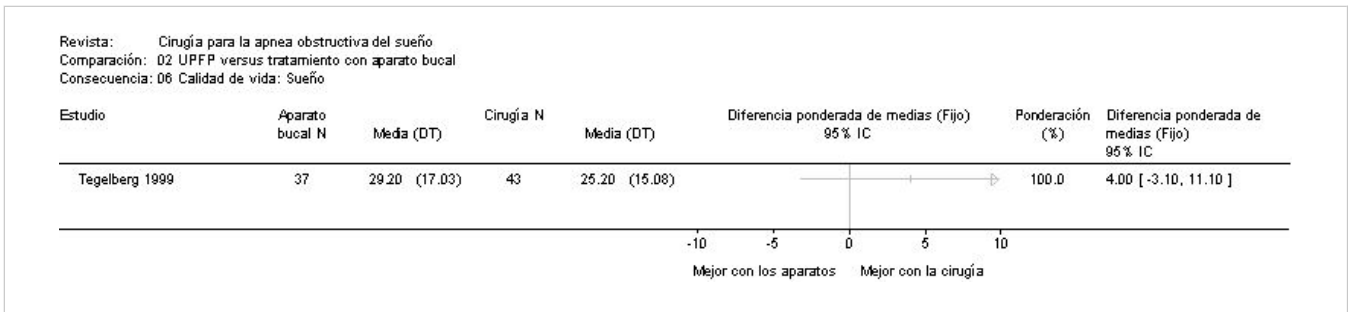 Revista: Cirugía para la apnea obstructiva del sueño
Comparación: 02 UPFP versus tratamiento con aparato bucal
Consecuencia: 06 Calidad de vida: Sueño
Estudio Aparato bucal N Media (DT) Cirugía N Media (DT) Diferencia ponderada de medias (Fijo) 95% IC Ponderación (%) Diferencia ponderada de medias (Fijo) 95% IC
Tegelberg 1999 37 29.20 (17.03) 43 25.20 (15.08) 100.0 4.00 [ -3.10, 11.10 ]
-10 -5 0 5 10
Mejor con los aparatos Mejor con la cirugía